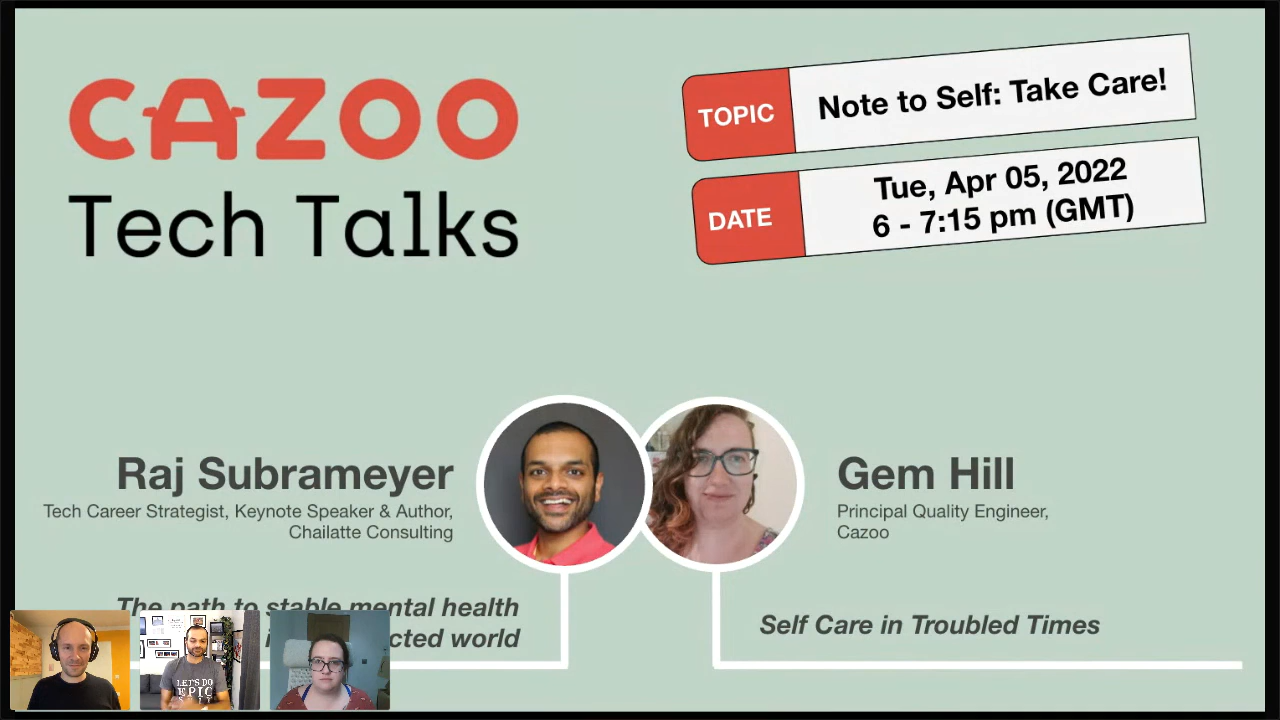 CAZOO
Tech Talks
TOPIC
Note to Self: Take Care!
DATE
Tue, Apr 05, 2022
6 - 7:15 pm (GMT)
Raj Subrameyer
Tech Career Strategist, Keynote Speaker & Author,
Chailatte Consulting
Gem Hill
Principal Quality Engineer,
Cazoo
The path to stable mental health
cted world
Self Care in Troubled Times
LET'S DO
EPIC